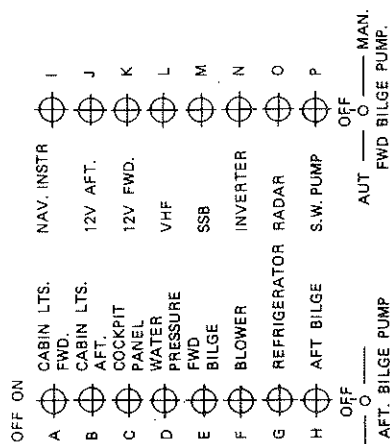 OFF ON
A CABIN LTS. FWD. NAV. INSTR I
B CABIN LTS. AFT. 12V AFT. J
C COCKPIT PANEL 12V FWD. K
D WATER PRESSURE VHF L
E FWD BILGE SSB M
F BLOWER INVERTER N
G REFRIGERATOR RADAR O
H AFT BILGE S.W. PUMP P
OFF OFF
AUT MAN.
AFT. BILGE PUMP FWD BILGE PUMP.